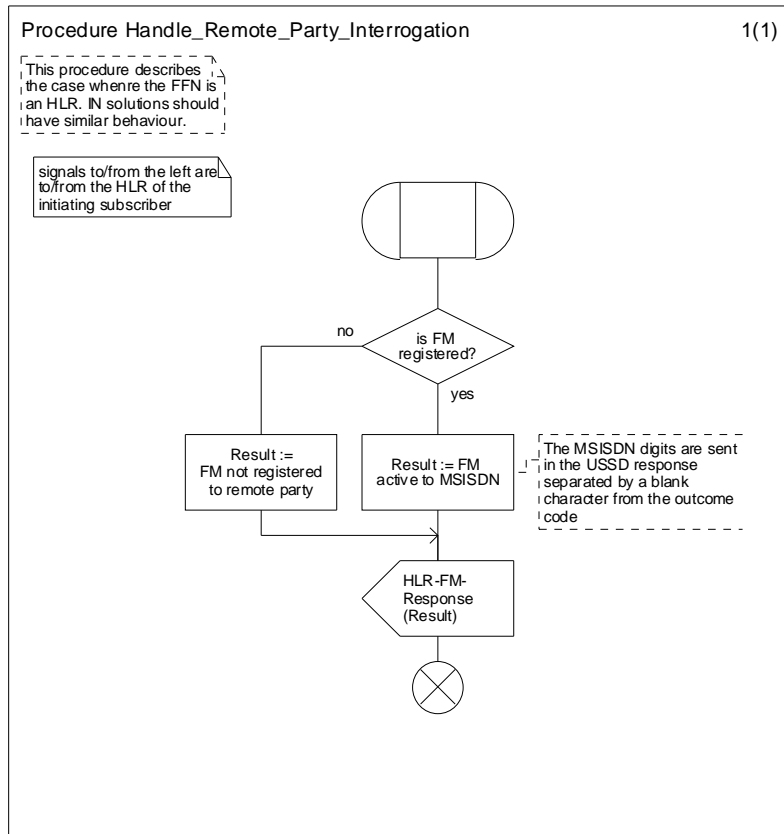 Procedure Handle_Remote_Party_Interrogation 1(1)
This procedure describes
the case whenre the FFN is
an HLR. IN solutions should
have similar behaviour.
signals to/from the left are
to/from the HLR of the
initiating subscriber
is FM
registered?
no
yes
Result :=
FM not registered
to remote party
Result := FM
active to MSISDN
The MSISDN digits are sent
in the USSD response
separated by a blank
character from the outcome
code
HLR-FM-
Response
(Result)